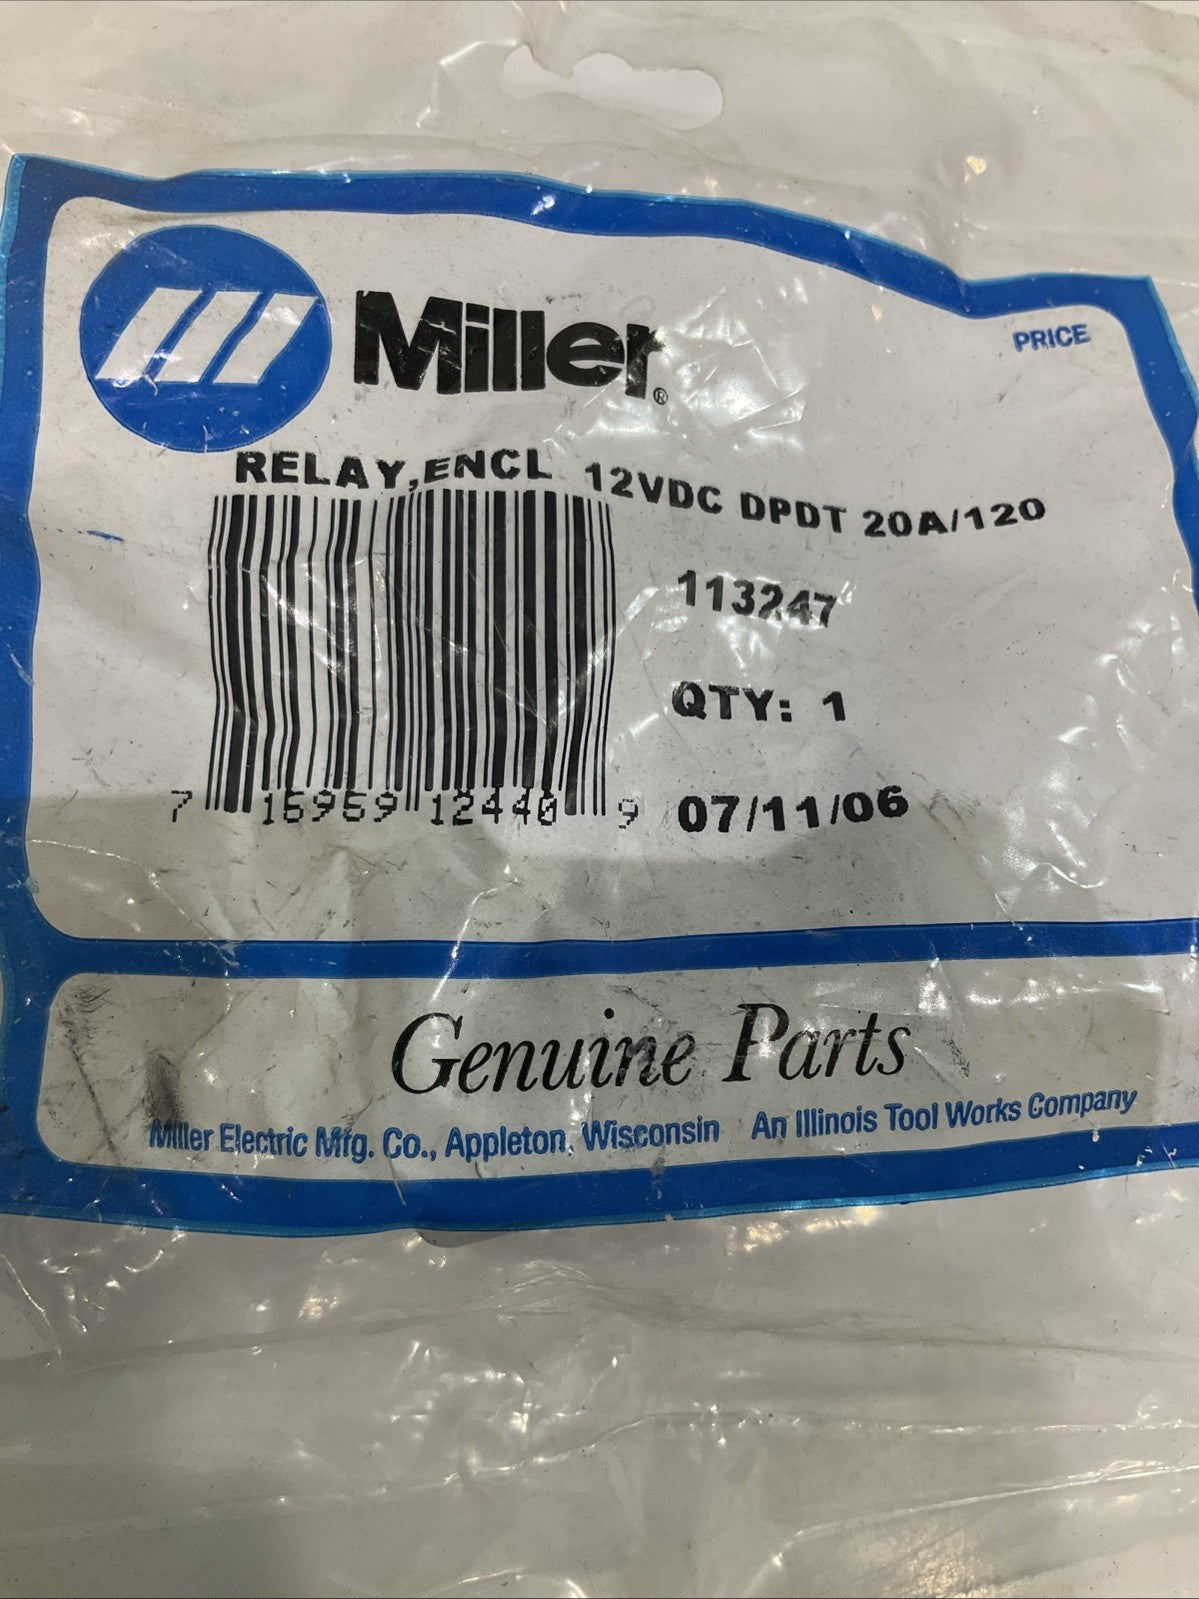 Miller®
PRICE
RELAY,ENCL 12VDC DPDT 20A/120
113247
QTY: 1
7 15959 12440 9
07/11/06
Genuine Parts
Miller Electric Mfg. Co., Appleton, Wisconsin An Illinois Tool Works Company